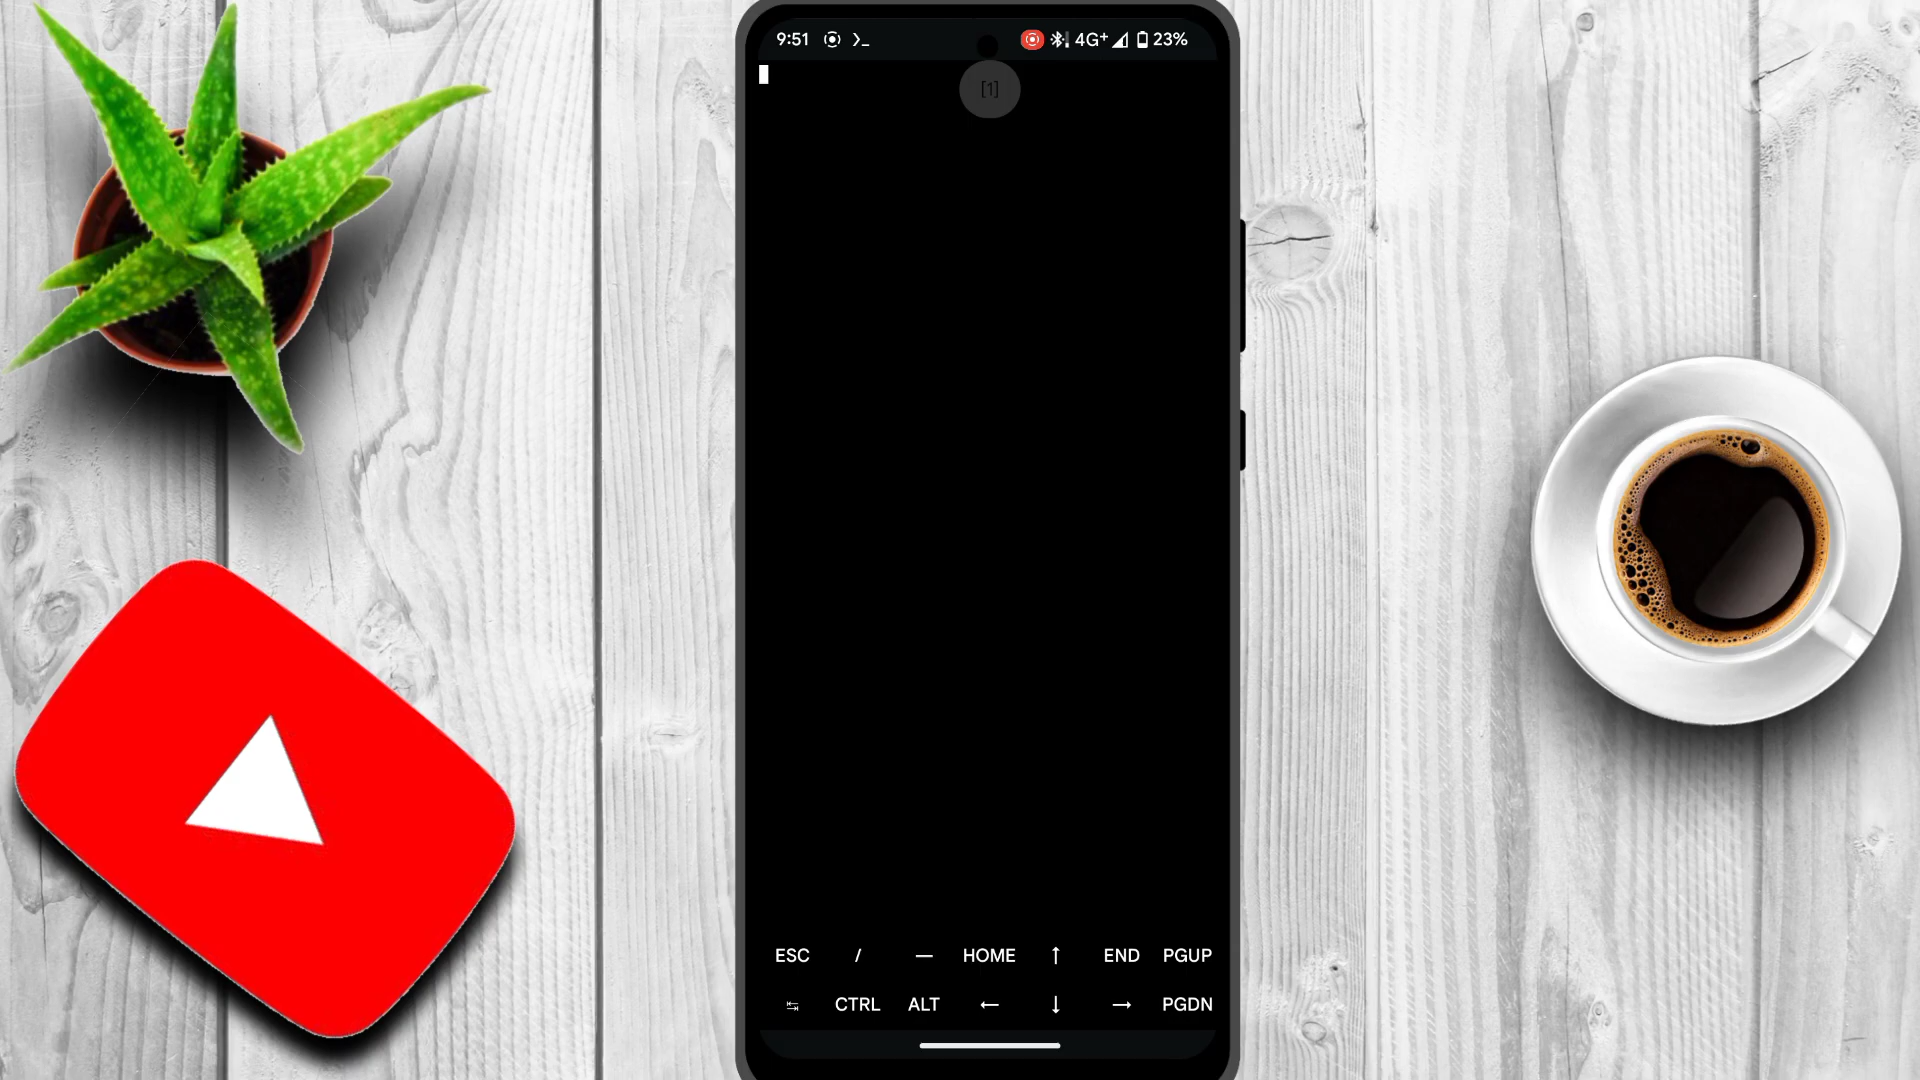 9:51 4G+ 23%
[1]
ESC / — HOME ↑ END PGUP
⇆ CTRL ALT ← ↓ → PGDN